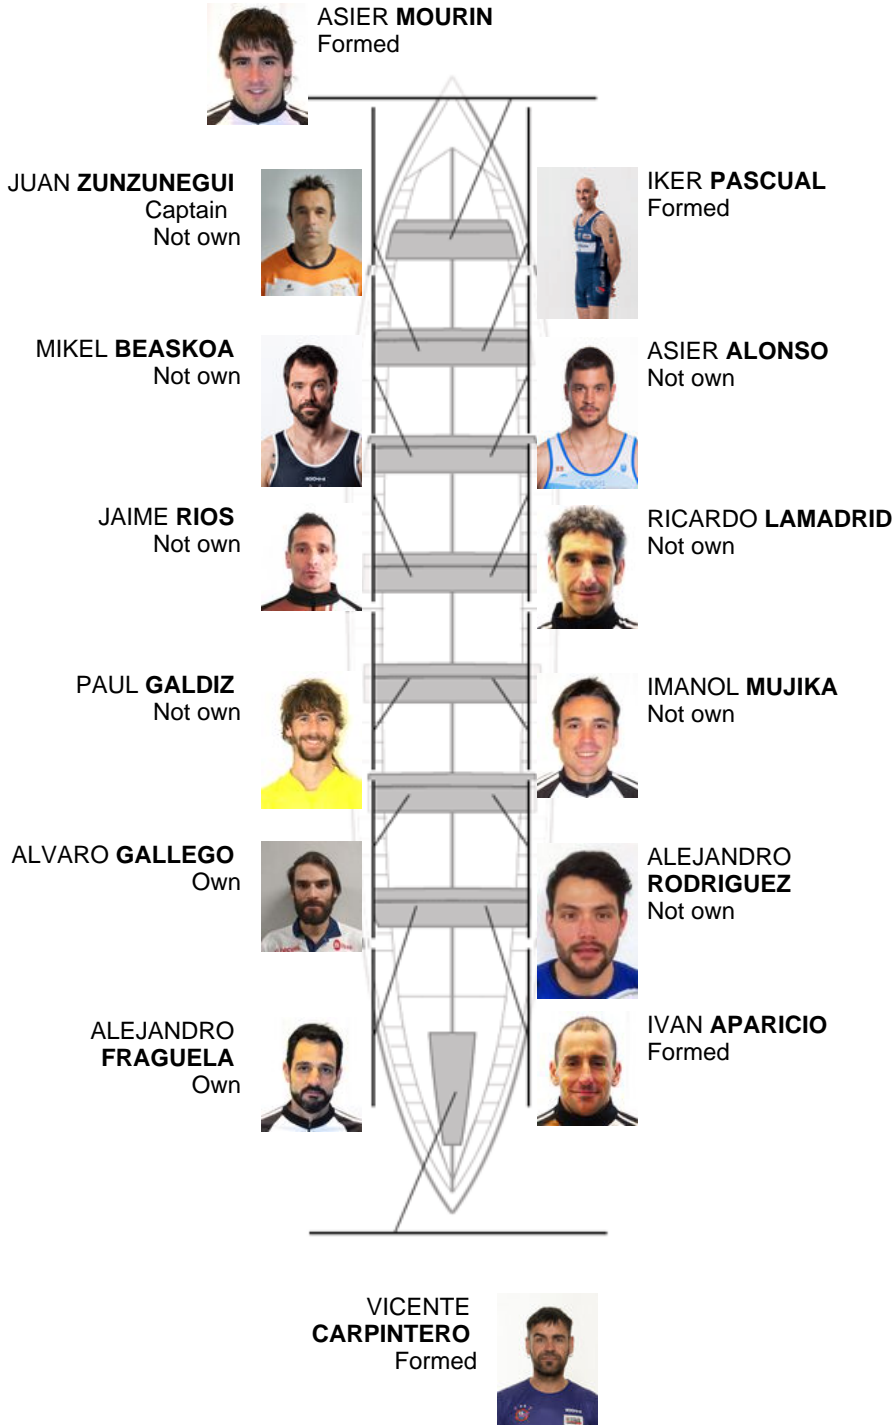 ASIER MOURIN
Formed
JUAN ZUNZUNEGUI
Captain
Not own
IKER PASCUAL
Formed
MIKEL BEASKOA
Not own
ASIER ALONSO
Not own
JAIME RIOS
Not own
RICARDO LAMADRID
Not own
PAUL GALDIZ
Not own
IMANOL MUJIKA
Not own
ALVARO GALLEGO
Own
ALEJANDRO
RODRIGUEZ
Not own
ALEJANDRO
FRAGUELA
Own
IVAN APARICIO
Formed
VICENTE
CARPINTERO
Formed